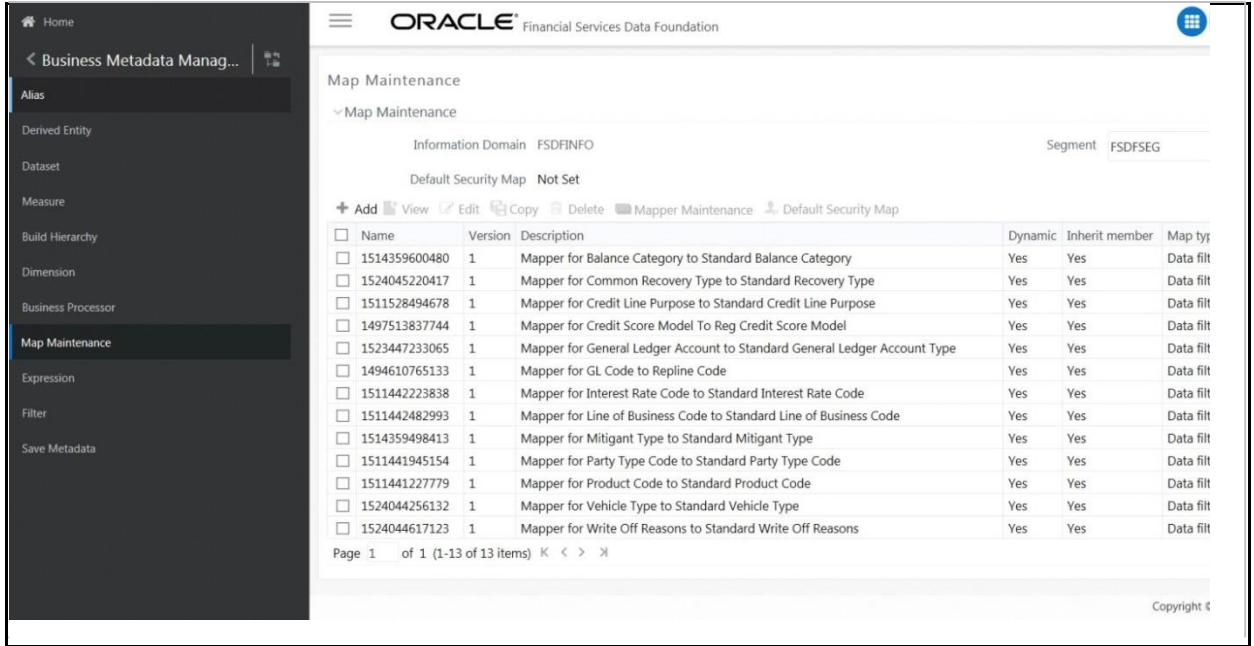 Home
ORACLE® Financial Services Data Foundation
Business Metadata Manag...
Alias
Derived Entity
Dataset
Measure
Build Hierarchy
Dimension
Business Processor
Map Maintenance
Expression
Filter
Save Metadata
Map Maintenance
Map Maintenance
Information Domain FSDFINFO Segment FSDFSEG
Default Security Map Not Set
Add View Edit Copy Delete Mapper Maintenance Default Security Map
Name Version Description Dynamic Inherit member Map typ
1514359600480 1 Mapper for Balance Category to Standard Balance Category Yes Yes Data filt
1524045220417 1 Mapper for Common Recovery Type to Standard Recovery Type Yes Yes Data filt
1511528494678 1 Mapper for Credit Line Purpose to Standard Credit Line Purpose Yes Yes Data filt
1497513837744 1 Mapper for Credit Score Model To Reg Credit Score Model Yes Yes Data filt
1523447233065 1 Mapper for General Ledger Account to Standard General Ledger Account Type Yes Yes Data filt
1494610765133 1 Mapper for GL Code to Repline Code Yes Yes Data filt
1511442223838 1 Mapper for Interest Rate Code to Standard Interest Rate Code Yes Yes Data filt
1511442482993 1 Mapper for Line of Business Code to Standard Line of Business Code Yes Yes Data filt
1514359498413 1 Mapper for Mitigant Type to Standard Mitigant Type Yes Yes Data filt
1511441945154 1 Mapper for Party Type Code to Standard Party Type Code Yes Yes Data filt
1511441227779 1 Mapper for Product Code to Standard Product Code Yes Yes Data filt
1524044256132 1 Mapper for Vehicle Type to Standard Vehicle Type Yes Yes Data filt
1524044617123 1 Mapper for Write Off Reasons to Standard Write Off Reasons Yes Yes Data filt
Page 1 of 1 (1-13 of 13 items)
Copyright ©